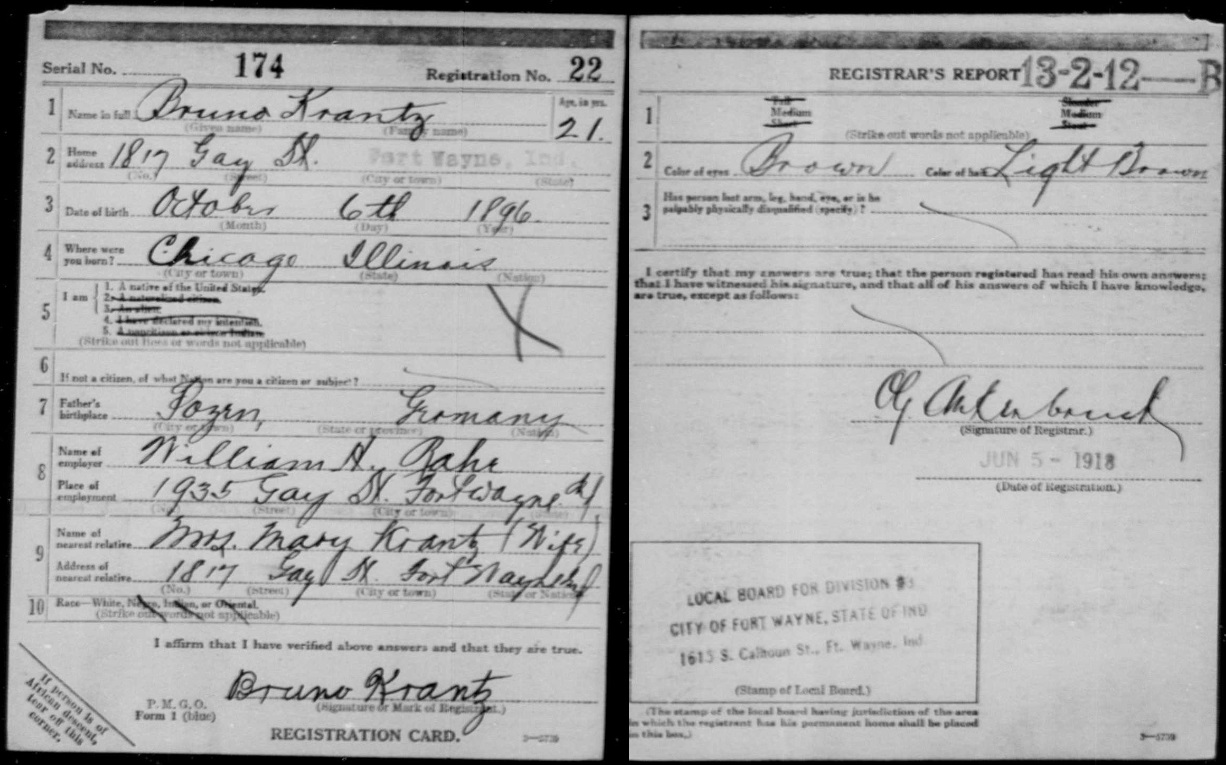 Serial No. 174 Registration No. 22
1 Name in full Bruno Krantz Age, in yrs.
(Given name) (Family name) 21.
2 Home address 1817 Gay St. Fort Wayne, Ind.
(No.) (Street) (City or town) (State)
3 Date of birth October 6th 1896.
(Month) (Day) (Year)
4 Where were you born? Chicago Illinois
(City or town) (State) (Nation)
5 I am
1. A native of the United States.
2. A naturalized citizen.
3. An alien.
4. I have declared my intention.
5. A noncitizen or citizen Indian.
(Strike out lines or words not applicable)
6 If not a citizen, of what Nation are you a citizen or subject?
7 Father's birthplace Pozen, Germany
(City or town) (State or province) (Nation)
8 Name of employer William H. Rahe
Place of employment 1935 Gay St. Fort Wayne Ind
(No.) (Street) (City or town)
9 Name of nearest relative Mrs. Mary Krantz (Wife)
Address of nearest relative 1817 Gay St. Fort Wayne Ind
(No.) (Street) (City or town) (State or Nation)
10 Race—White, Negro, Indian, or Oriental.
(Strike out words not applicable)
I affirm that I have verified above answers and that they are true.
Bruno Krantz
(Signature or Mark of Registrant.)
P. M. G. O.
Form 1 (blue)
REGISTRATION CARD.
If person is of
African descent,
tear off this
corner.
REGISTRAR'S REPORT 13-2-12—B
1 Tall Slender
Medium Medium
Short Stout
(Strike out words not applicable)
2 Color of eyes Brown Color of hair Light Brown
3 Has person lost arm, leg, hand, eye, or is he
palpably physically disqualified (specify)?
I certify that my answers are true; that the person registered has read his own answers;
that I have witnessed his signature, and that all of his answers of which I have knowledge,
are true, except as follows:
(Signature of Registrar.)
JUN 5 - 1918
(Date of Registration.)
LOCAL BOARD FOR DIVISION
CITY OF FORT WAYNE, STATE OF IND
1615 S. Calhoun St., Ft. Wayne, Ind.
(Stamp of Local Board.)
(The stamp of the local board having jurisdiction of the area
in which the registrant has his permanent home shall be placed
in this box.)